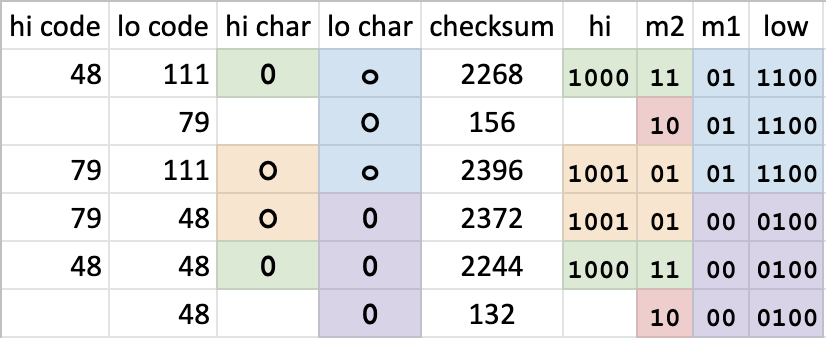 hi code lo code hi char lo char checksum hi m2 m1 low
48 111 0 o 2268 1000 11 01 1100
79 O 156 10 01 1100
79 111 O o 2396 1001 01 01 1100
79 48 O 0 2372 1001 01 00 0100
48 48 0 0 2244 1000 11 00 0100
48 0 132 10 00 0100